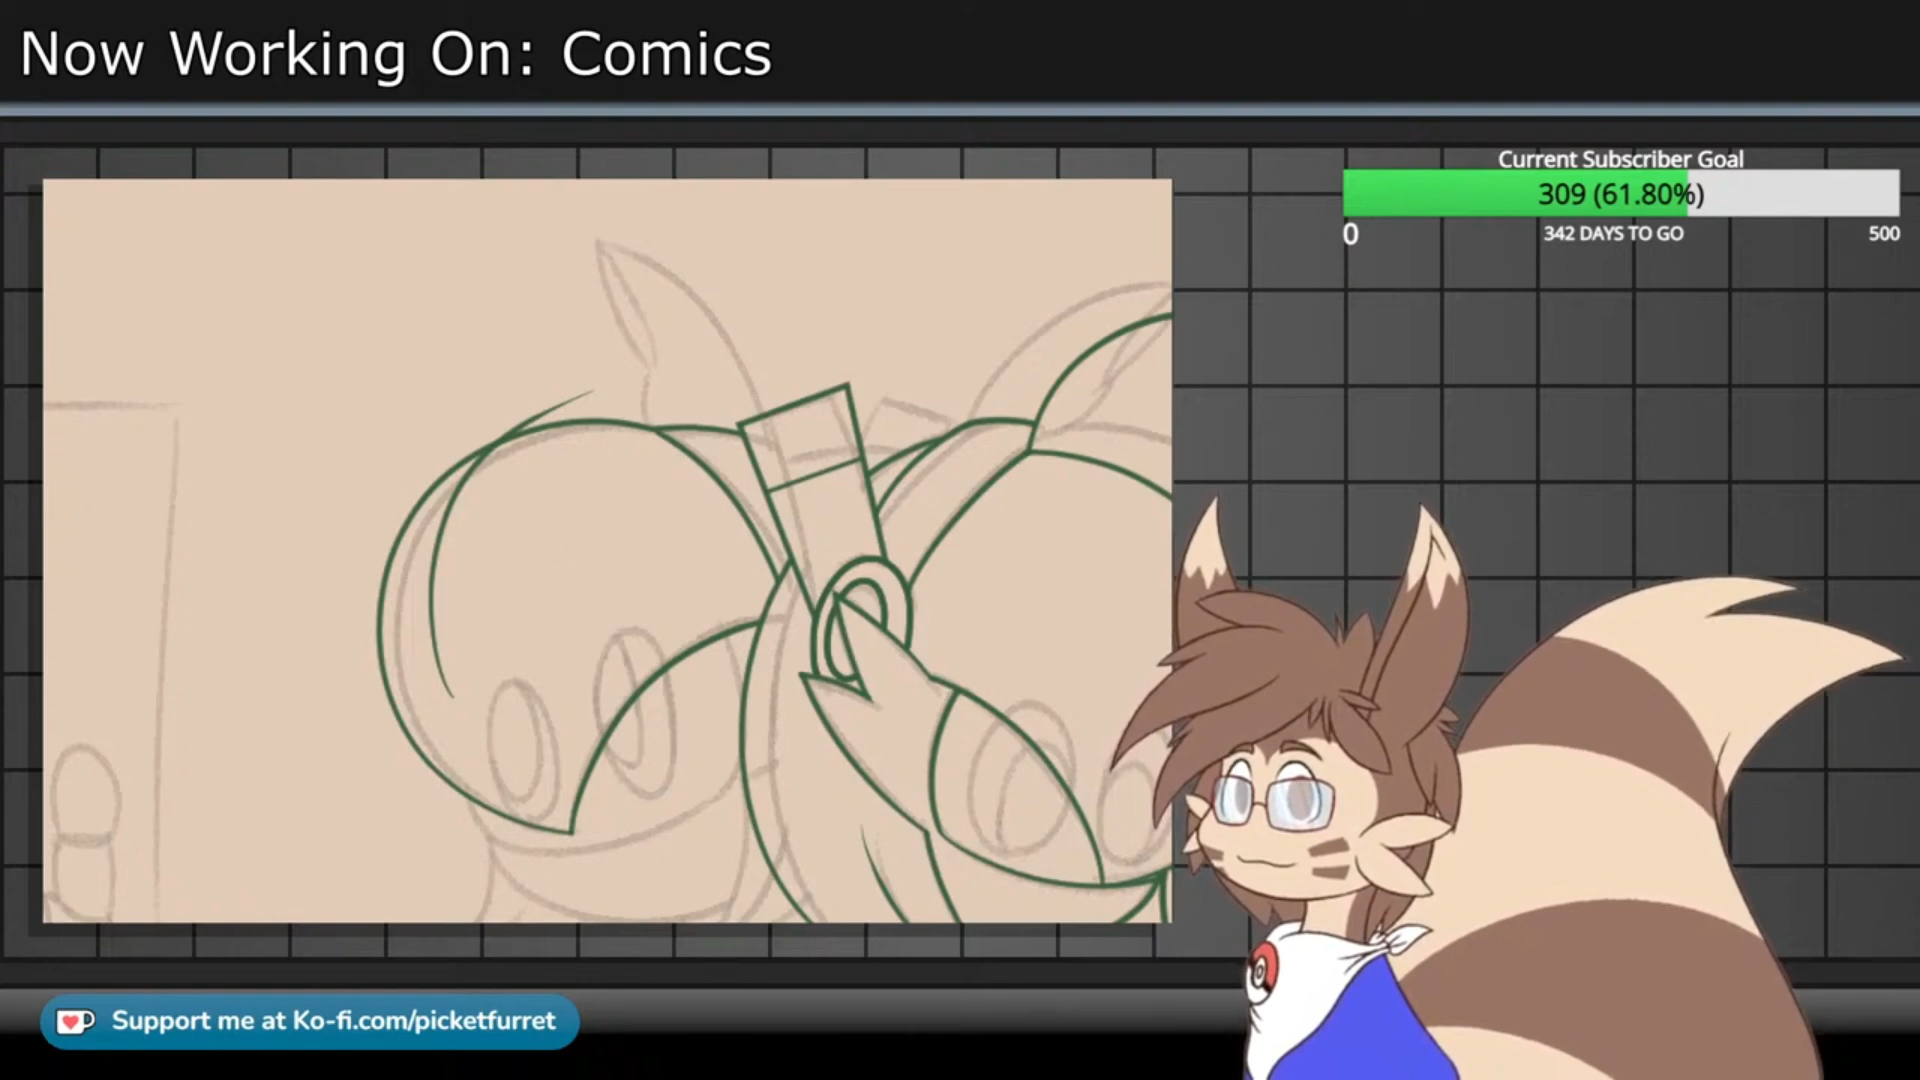 Now Working On: Comics
Current Subscriber Goal
309 (61.80%)
0
342 DAYS TO GO
500
Support me at Ko-fi.com/picketfurret